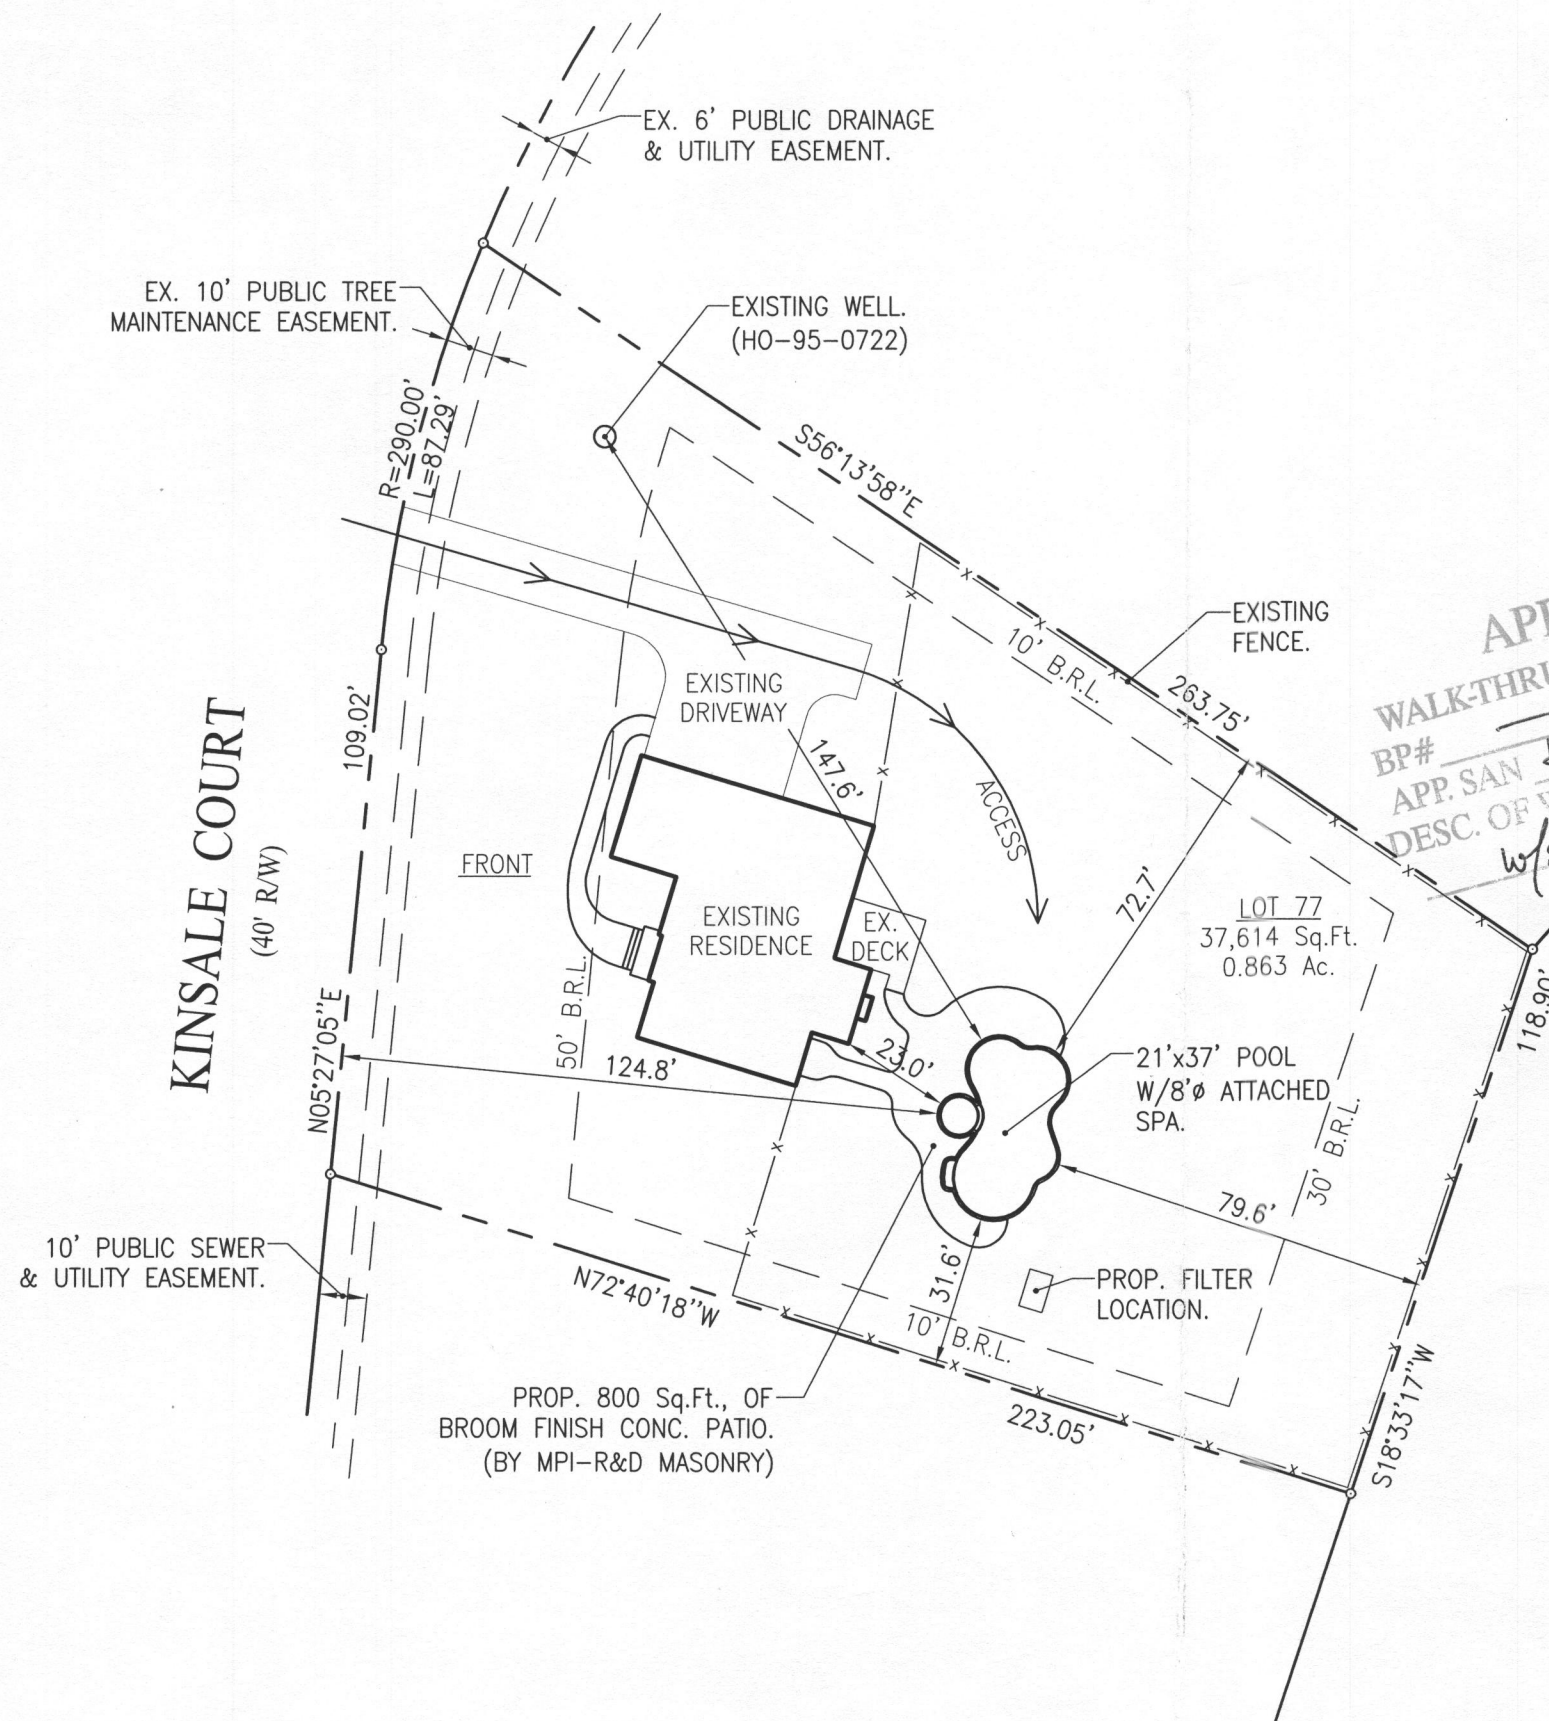 EX. 6' PUBLIC DRAINAGE
& UTILITY EASEMENT.
EX. 10' PUBLIC TREE
MAINTENANCE EASEMENT.
EXISTING WELL.
(HO-95-0722)
R=290.00'
L=87.29'
S56°13'58"E
EXISTING
FENCE.
10' B.R.L.
263.75'
WALK-THRU
BP#
APP. SAN
DESC. OF
EXISTING
DRIVEWAY
147.6'
ACCESS
109.02'
KINSALE COURT
(40' R/W)
FRONT
EXISTING
RESIDENCE
EX.
DECK
72.7'
LOT 77
37,614 Sq.Ft.
0.863 Ac.
118.90'
N05°27'05"E
50' B.R.L.
124.8'
23.0'
21'x37' POOL
W/8'ø ATTACHED
SPA.
30' B.R.L.
79.6'
10' PUBLIC SEWER
& UTILITY EASEMENT.
N72°40'18"W
31.6'
PROP. FILTER
LOCATION.
10' B.R.L.
S18°33'17"W
PROP. 800 Sq.Ft., OF
BROOM FINISH CONC. PATIO.
(BY MPI-R&D MASONRY)
223.05'